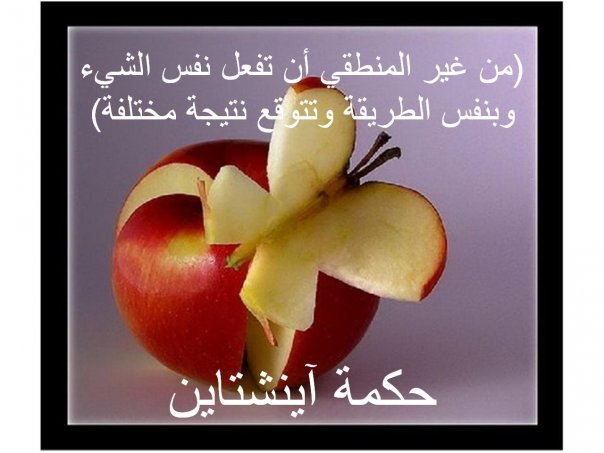 (من غير المنطقي أن تفعل نفس الشيء
وبنفس الطريقة وتتوقع نتيجة مختلفة)
حكمة آينشتاين